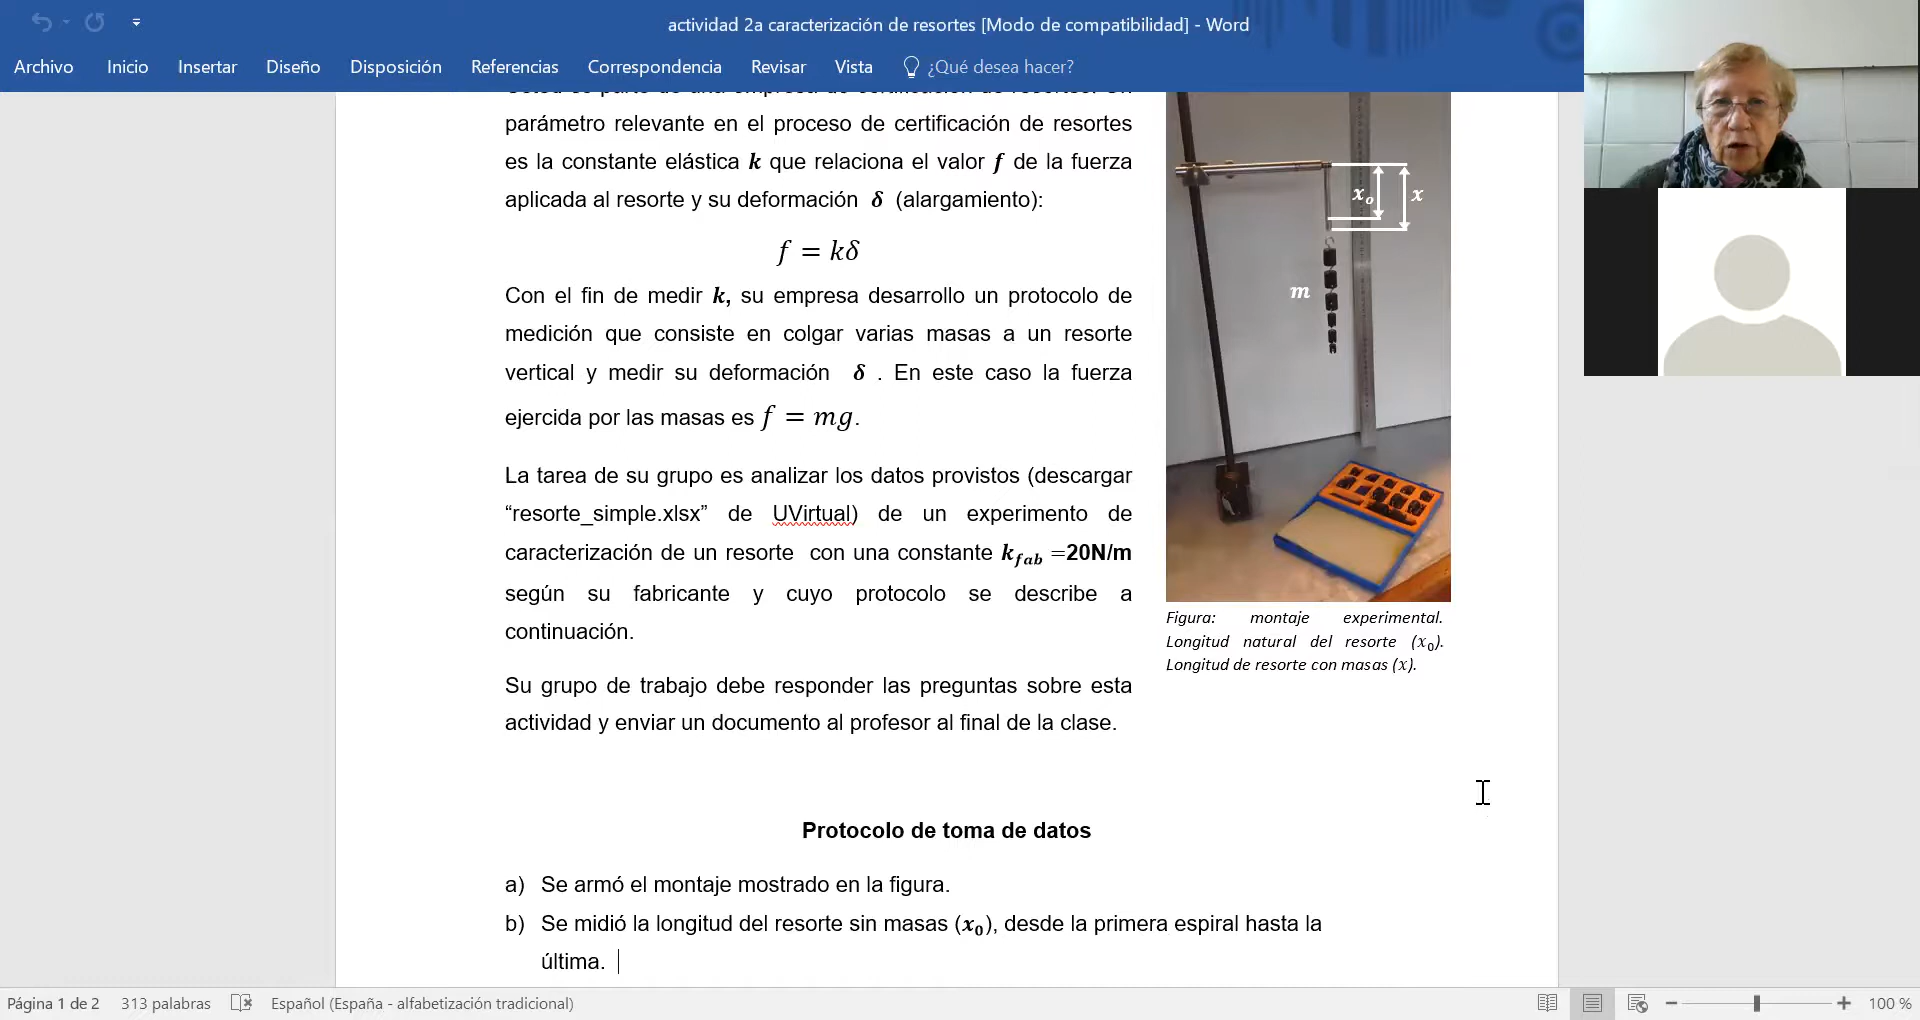 actividad 2a caracterización de resortes [Modo de compatibilidad] - Word
Archivo Inicio Insertar Diseño Disposición Referencias Correspondencia Revisar Vista ¿Qué desea hacer?
parámetro relevante en el proceso de certificación de resortes
es la constante elástica k que relaciona el valor f de la fuerza
aplicada al resorte y su deformación δ (alargamiento):
f = kδ
Con el fin de medir k, su empresa desarrollo un protocolo de
medición que consiste en colgar varias masas a un resorte
vertical y medir su deformación δ . En este caso la fuerza
ejercida por las masas es f = mg.
La tarea de su grupo es analizar los datos provistos (descargar
“resorte_simple.xlsx” de UVirtual) de un experimento de
caracterización de un resorte con una constante k_fab =20N/m
según su fabricante y cuyo protocolo se describe a
continuación.
Su grupo de trabajo debe responder las preguntas sobre esta
actividad y enviar un documento al profesor al final de la clase.
x₀ x
m
Figura: montaje experimental.
Longitud natural del resorte (x₀).
Longitud de resorte con masas (x).
Protocolo de toma de datos
a) Se armó el montaje mostrado en la figura.
b) Se midió la longitud del resorte sin masas (x₀), desde la primera espiral hasta la
última.
Página 1 de 2 313 palabras Español (España - alfabetización tradicional) 100 %